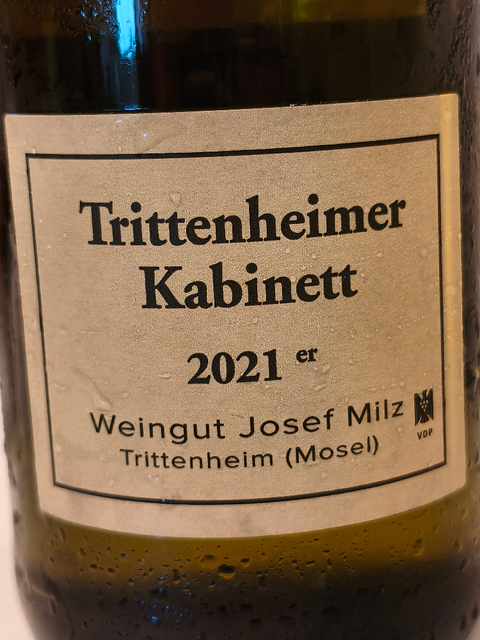 Trittenheimer
Kabinett
2021 er
Weingut Josef Milz
VDP
Trittenheim (Mosel)